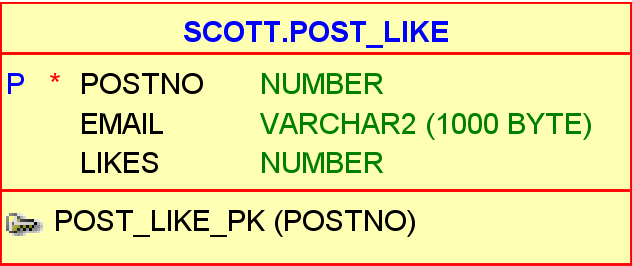 SCOTT.POST_LIKE
P * POSTNO NUMBER
EMAIL VARCHAR2 (1000 BYTE)
LIKES NUMBER
POST_LIKE_PK (POSTNO)